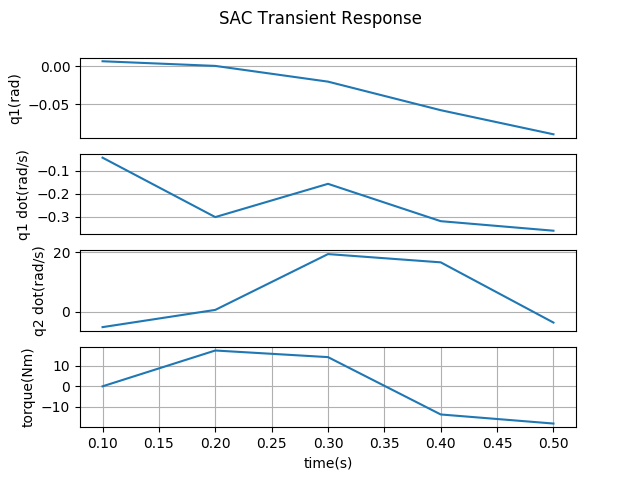 SAC Transient Response
0.00
−0.05
q1(rad)
−0.1
−0.2
−0.3
q1 dot(rad/s)
20
0
q2 dot(rad/s)
10
0
−10
torque(Nm)
0.10 0.15 0.20 0.25 0.30 0.35 0.40 0.45 0.50
time(s)